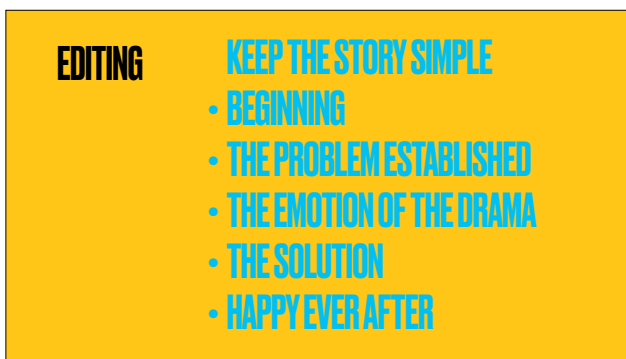 EDITING
KEEP THE STORY SIMPLE
• BEGINNING
• THE PROBLEM ESTABLISHED
• THE EMOTION OF THE DRAMA
• THE SOLUTION
• HAPPY EVER AFTER